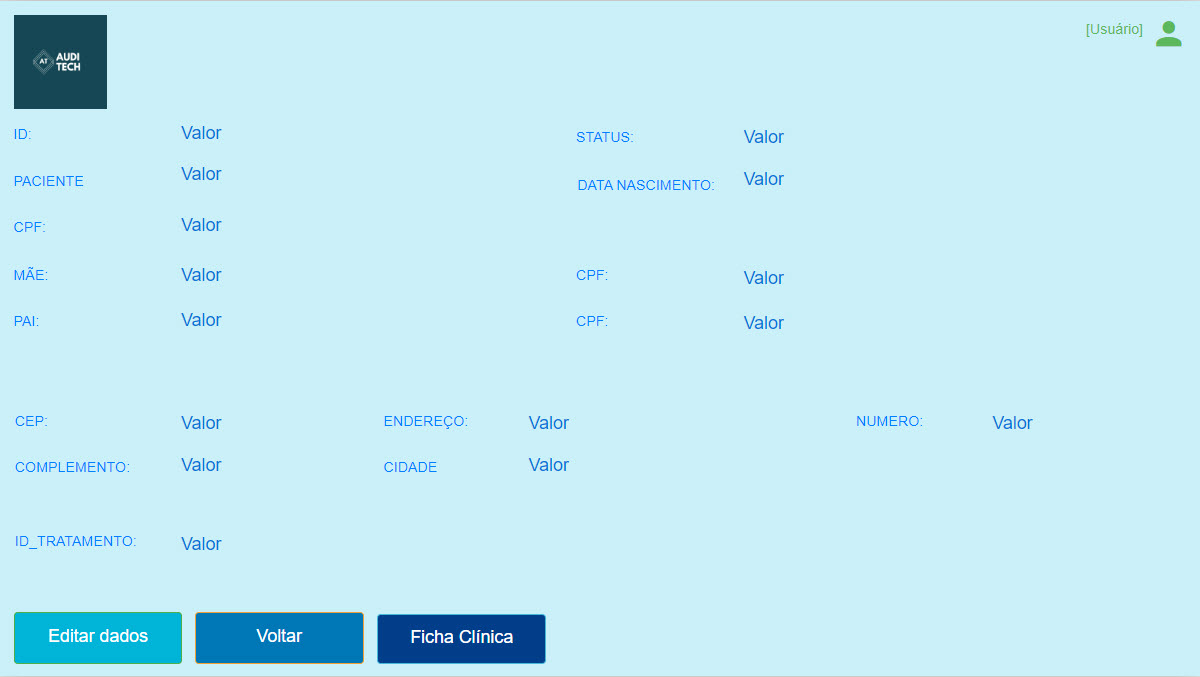 AT AUDI
TECH
[Usuário]
ID: Valor STATUS: Valor
PACIENTE Valor DATA NASCIMENTO: Valor
CPF: Valor
MÃE: Valor CPF: Valor
PAI: Valor CPF: Valor
CEP: Valor ENDEREÇO: Valor NUMERO: Valor
COMPLEMENTO: Valor CIDADE Valor
ID_TRATAMENTO: Valor
Editar dados Voltar Ficha Clínica